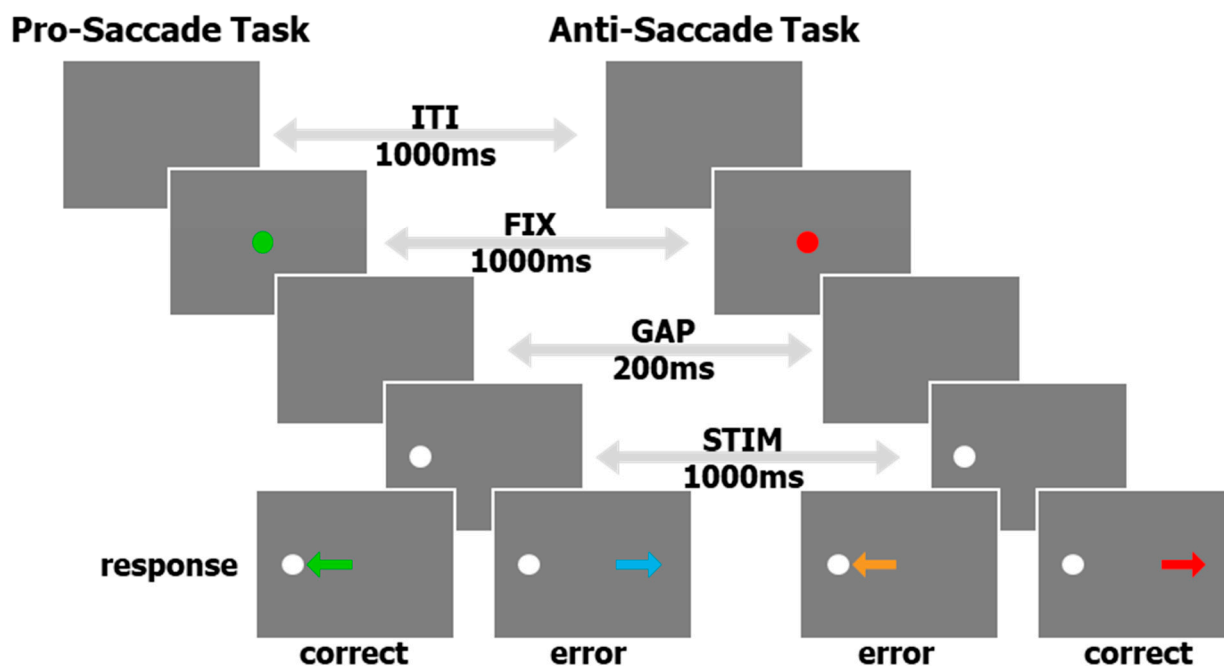 Pro-Saccade Task
Anti-Saccade Task
ITI
1000ms
FIX
1000ms
GAP
200ms
STIM
1000ms
response
correct
error
error
correct